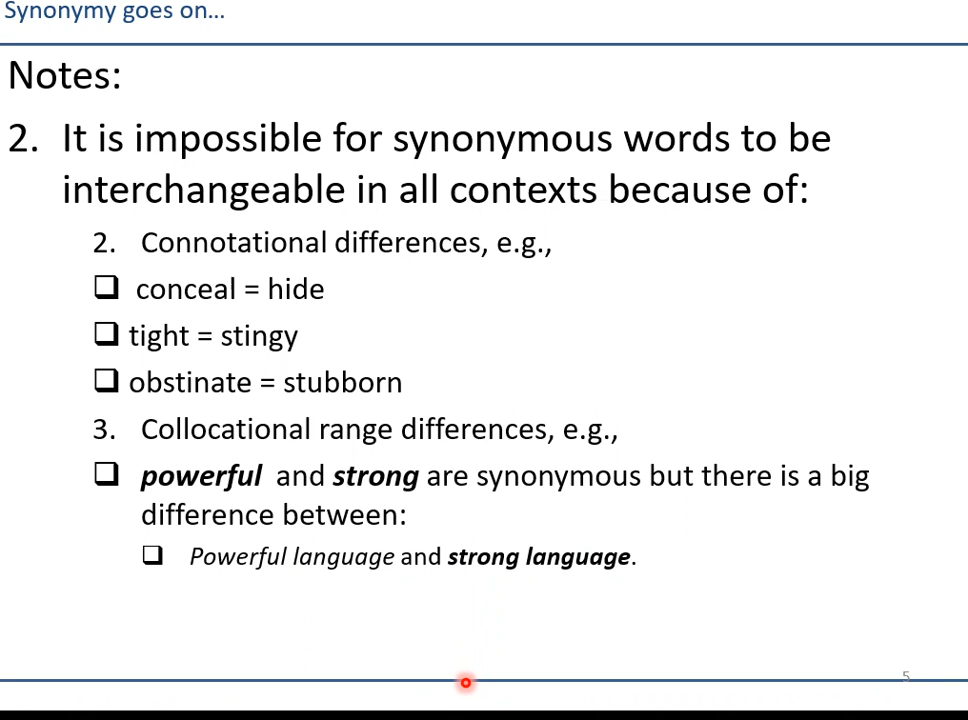 Synonymy goes on...
Notes:
2. It is impossible for synonymous words to be
interchangeable in all contexts because of:
2. Connotational differences, e.g.,
❑ conceal = hide
❑ tight = stingy
❑ obstinate = stubborn
3. Collocational range differences, e.g.,
❑ powerful and strong are synonymous but there is a big
difference between:
❑ Powerful language and strong language.
5